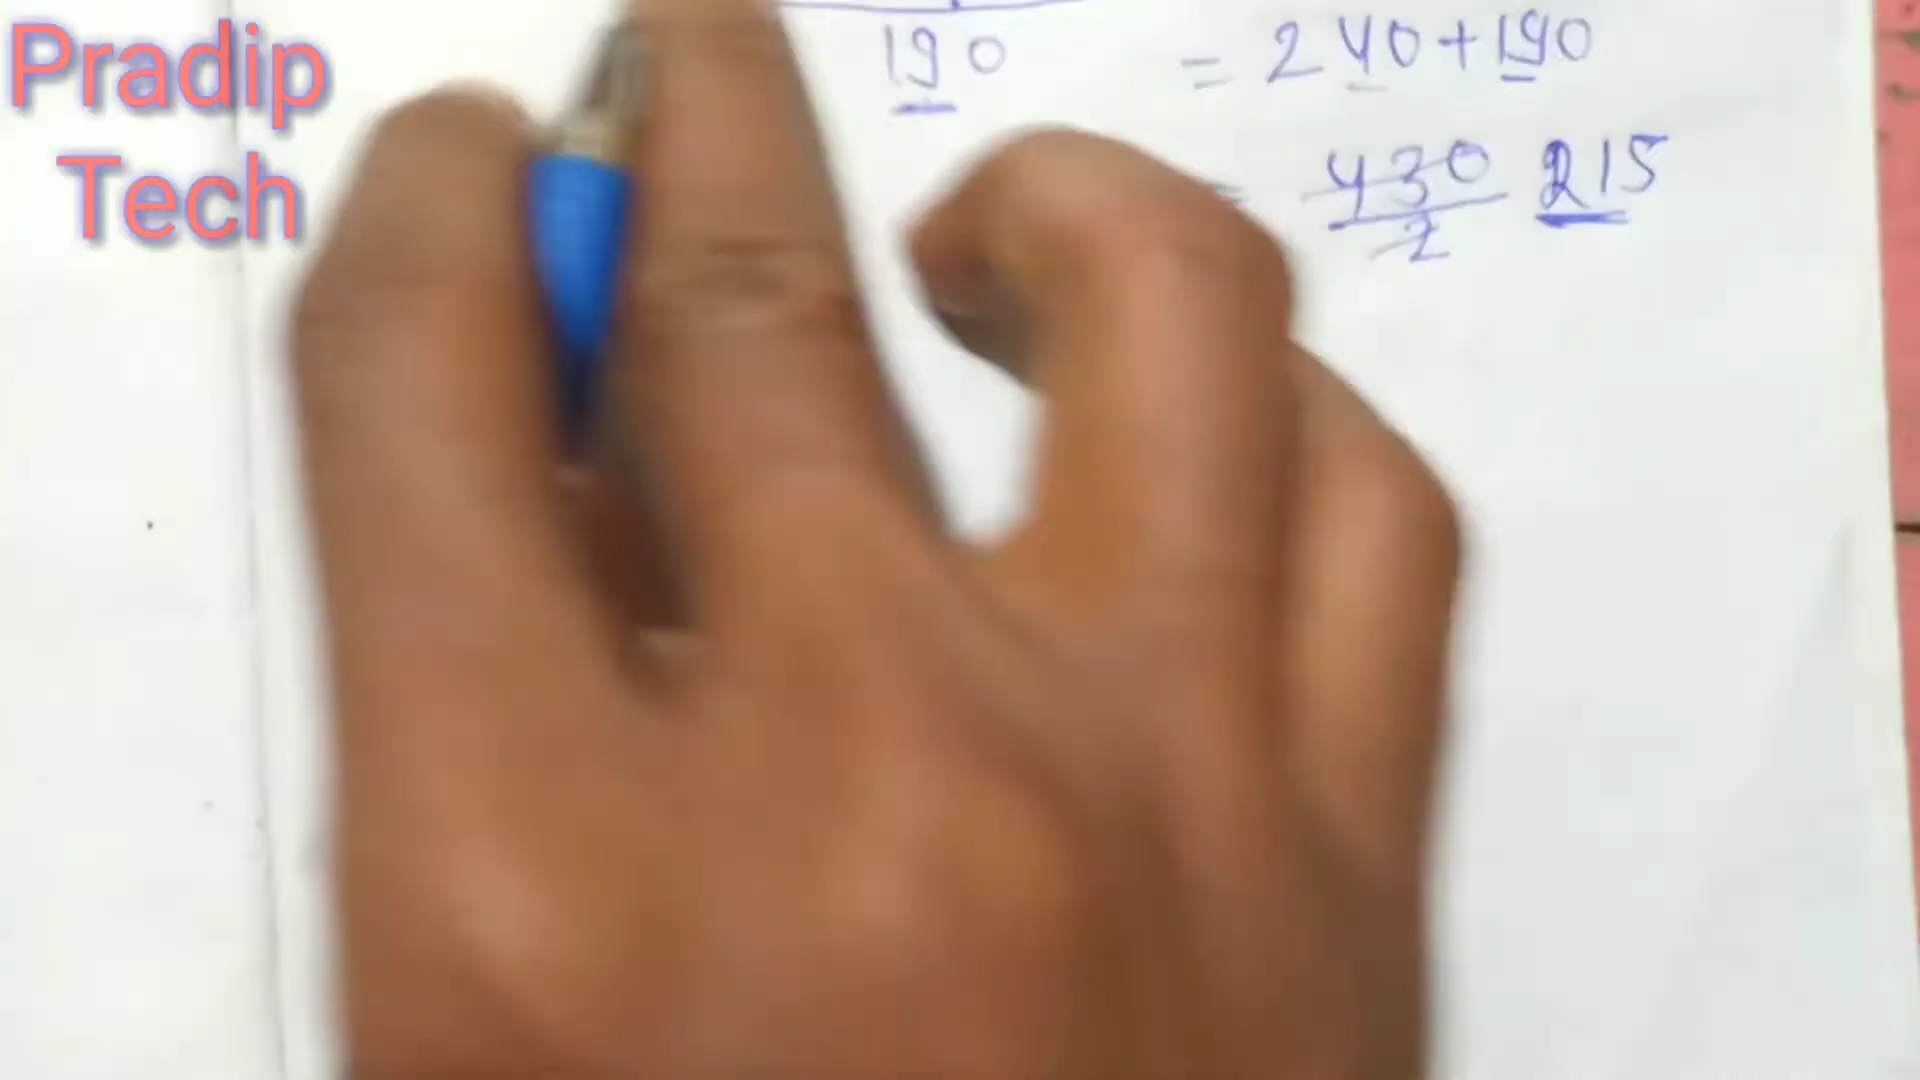 Pradip
Tech
190
= 240+190
= 430/2 215